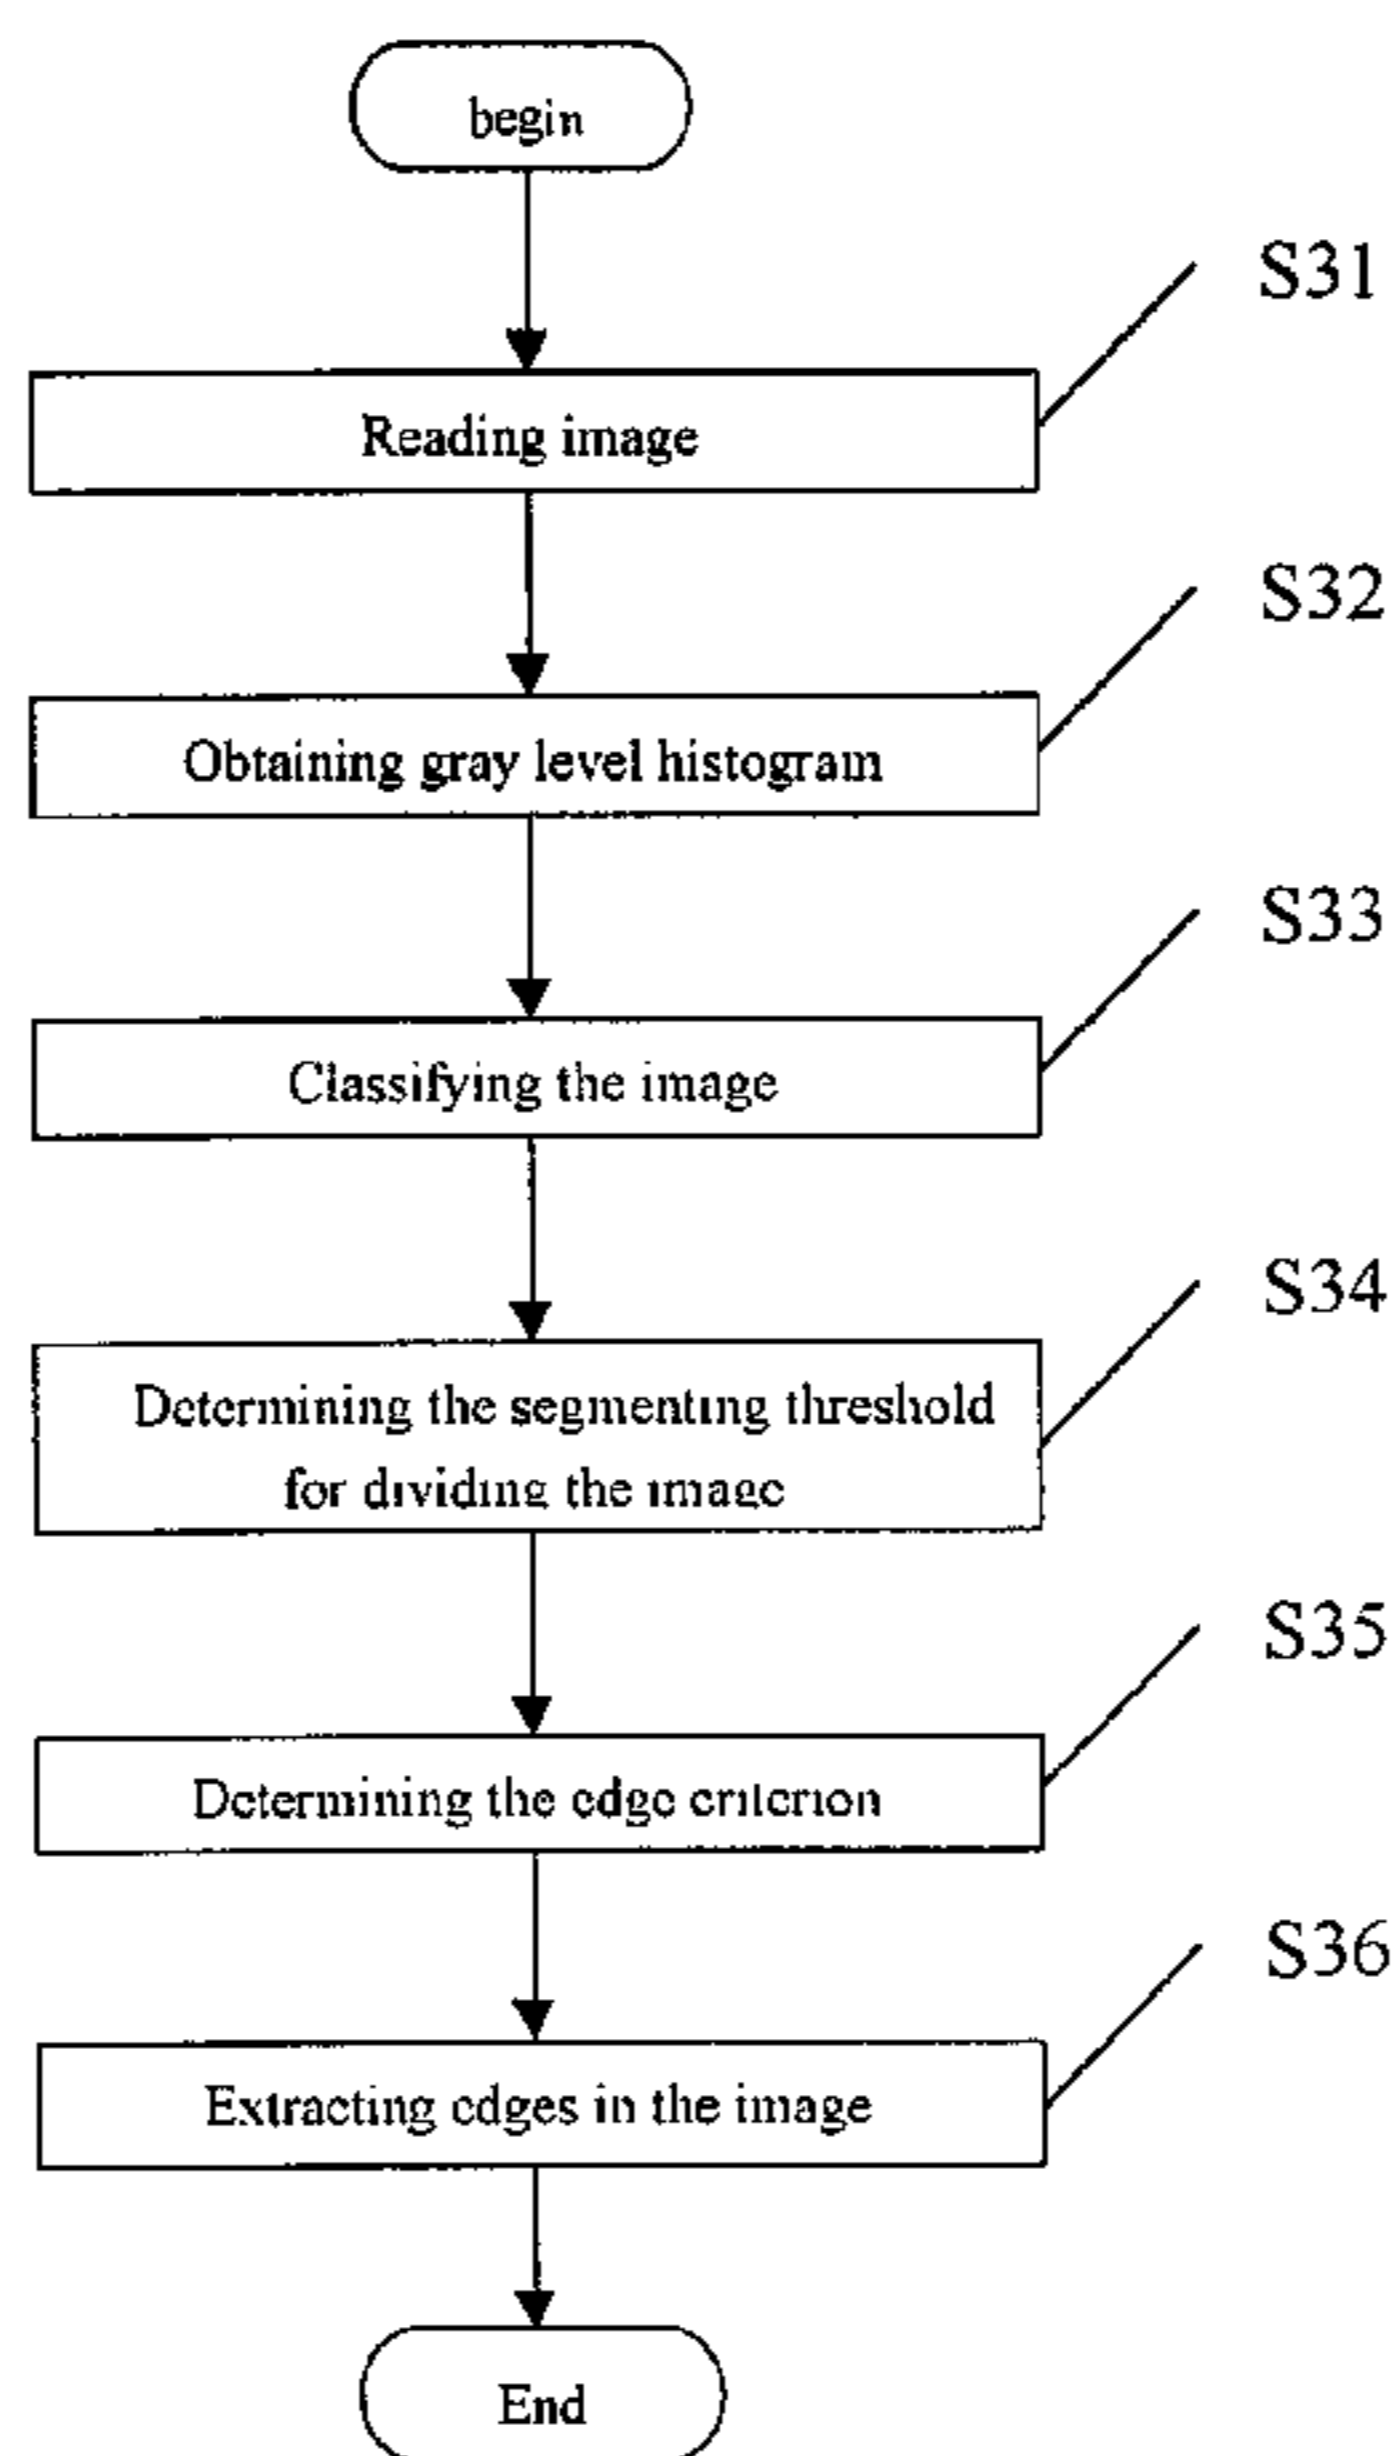 begin
S31
Reading image
S32
Obtaining gray level histogram
S33
Classifying the image
S34
Determining the segmenting threshold
for dividing the image
S35
Determining the edge criterion
S36
Extracting edges in the image
End